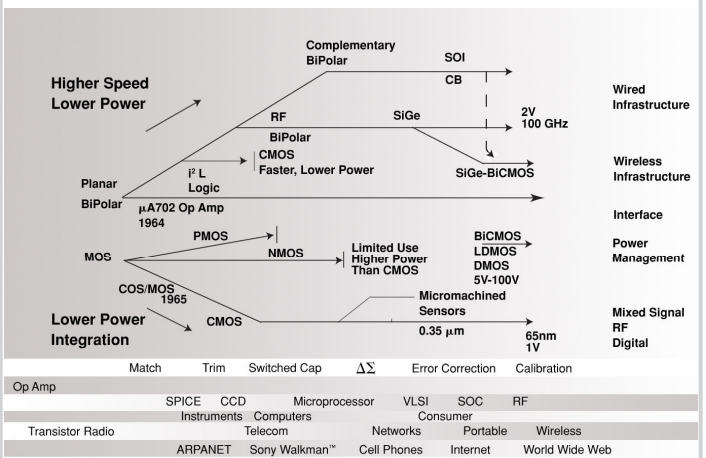 Complementary
BiPolar
SOI
CB
Higher Speed
Lower Power
Wired
Infrastructure
2V
100 GHz
RF
BiPolar
SiGe
CMOS
Faster, Lower Power
i² L
Logic
SiGe-BiCMOS
Wireless
Infrastructure
Planar
BiPolar
μA702 Op Amp
1964
Interface
PMOS
MOS
NMOS
Limited Use
Higher Power
Than CMOS
BiCMOS
LDMOS
DMOS
5V-100V
Power
Management
COS/MOS
1965
Micromachined
Sensors
Lower Power
Integration
CMOS
0.35 μm
65nm
1V
Mixed Signal
RF
Digital
Match Trim Switched Cap ΔΣ Error Correction Calibration
Op Amp
SPICE CCD Microprocessor VLSI SOC RF
Instruments Computers Consumer
Transistor Radio Telecom Networks Portable Wireless
ARPANET Sony Walkman™ Cell Phones Internet World Wide Web